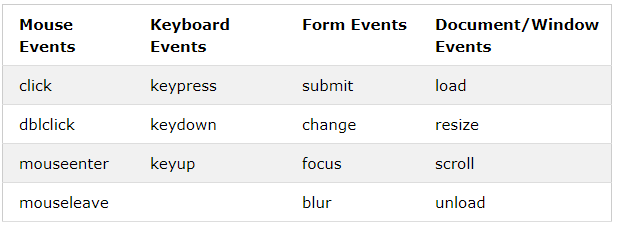 Mouse Events Keyboard Events Form Events Document/Window Events
click keypress submit load
dblclick keydown change resize
mouseenter keyup focus scroll
mouseleave blur unload